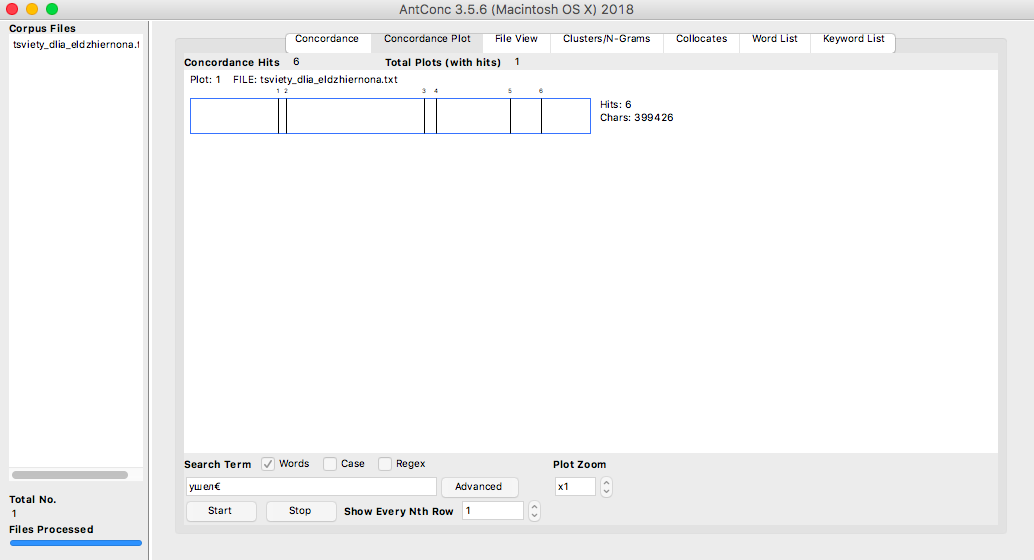 AntConc 3.5.6 (Macintosh OS X) 2018
Corpus Files
tsviety_dlia_eldzhiernona.t
Concordance Concordance Plot File View Clusters/N-Grams Collocates Word List Keyword List
Concordance Hits 6 Total Plots (with hits) 1
Plot: 1 FILE: tsviety_dlia_eldzhiernona.txt
1 2 3 4 5 6
Hits: 6
Chars: 399426
Search Term Words Case Regex Plot Zoom
ушел€ Advanced x1
Start Stop Show Every Nth Row 1
Total No.
1
Files Processed